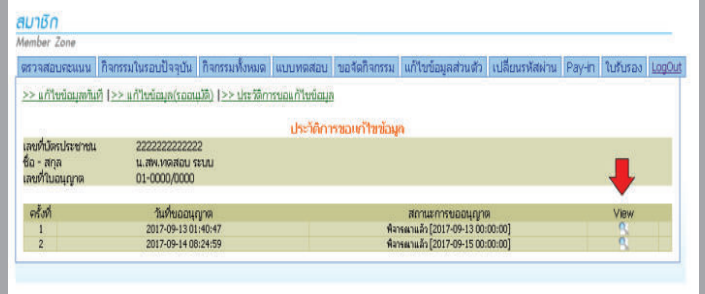 สมาชิก
Member Zone
ตรวจสอบคะแนน กิจกรรมในรอบปัจจุบัน กิจกรรมทั้งหมด แบบทดสอบ ขอจัดกิจกรรม แก้ไขข้อมูลส่วนตัว เปลี่ยนรหัสผ่าน Pay-in ใบรับรอง LogOut
>> แก้ไขข้อมูลทันที | >> แก้ไขข้อมูล(รออนุมัติ) | >> ประวัติการขอแก้ไขข้อมูล
ประวัติการขอแก้ไขข้อมูล
เลขที่บัตรประชาชน 2222222222222
ชื่อ - สกุล น.สพ.ทดสอบ ระบบ
เลขที่ใบอนุญาต 01-0000/0000
ครั้งที่ วันที่ขออนุญาต สถานะการขออนุญาต View
1 2017-09-13 01:40:47 พิจารณาแล้ว [2017-09-13 00:00:00]
2 2017-09-14 08:24:59 พิจารณาแล้ว [2017-09-15 00:00:00]